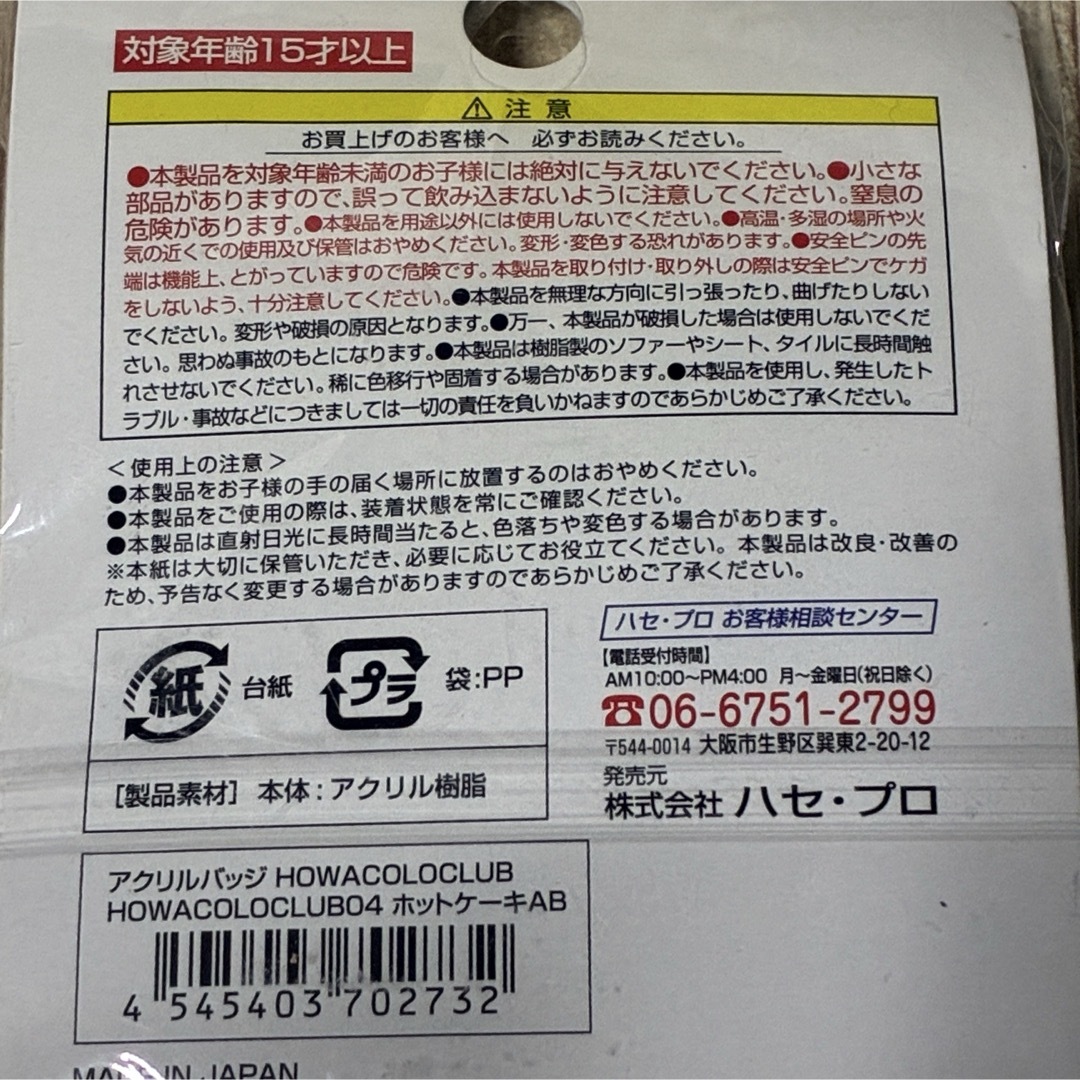 対象年齢15才以上
⚠ 注 意
お買上げのお客様へ 必ずお読みください。
●本製品を対象年齢未満のお子様には絶対に与えないでください。●小さな
部品がありますので、誤って飲み込まないように注意してください。窒息の
危険があります。●本製品を用途以外には使用しないでください。●高温・多湿の場所や火
気の近くでの使用及び保管はおやめください。変形・変色する恐れがあります。●安全ピンの先
端は機能上、とがっていますので危険です。本製品を取り付け・取り外しの際は安全ピンでケガ
をしないよう、十分注意してください。●本製品を無理な方向に引っ張ったり、曲げたりしない
でください。変形や破損の原因となります。●万一、本製品が破損した場合は使用しないでくだ
さい。思わぬ事故のもとになります。●本製品は樹脂製のソファーやシート、タイルに長時間触
れさせないでください。稀に色移行や固着する場合があります。●本製品を使用し、発生したト
ラブル・事故などにつきましては一切の責任を負いかねますのであらかじめご了承ください。
<使用上の注意>
●本製品をお子様の手の届く場所に放置するのはおやめください。
●本製品をご使用の際は、装着状態を常にご確認ください。
●本製品は直射日光に長時間当たると、色落ちや変色する場合があります。
※本紙は大切に保管いただき、必要に応じてお役立てください。本製品は改良・改善の
ため、予告なく変更する場合がありますのであらかじめご了承ください。
紙 台紙 プラ 袋:PP
[製品素材] 本体:アクリル樹脂
ハセ・プロ お客様相談センター
【電話受付時間】
AM10:00〜PM4:00 月〜金曜日(祝日除く)
☎06-6751-2799
〒544-0014 大阪市生野区巽東2-20-12
発売元
株式会社 ハセ・プロ
アクリルバッジ HOWACOLOCLUB
HOWACOLOCLUB04 ホットケーキAB
4 545403 702732
MADE IN JAPAN